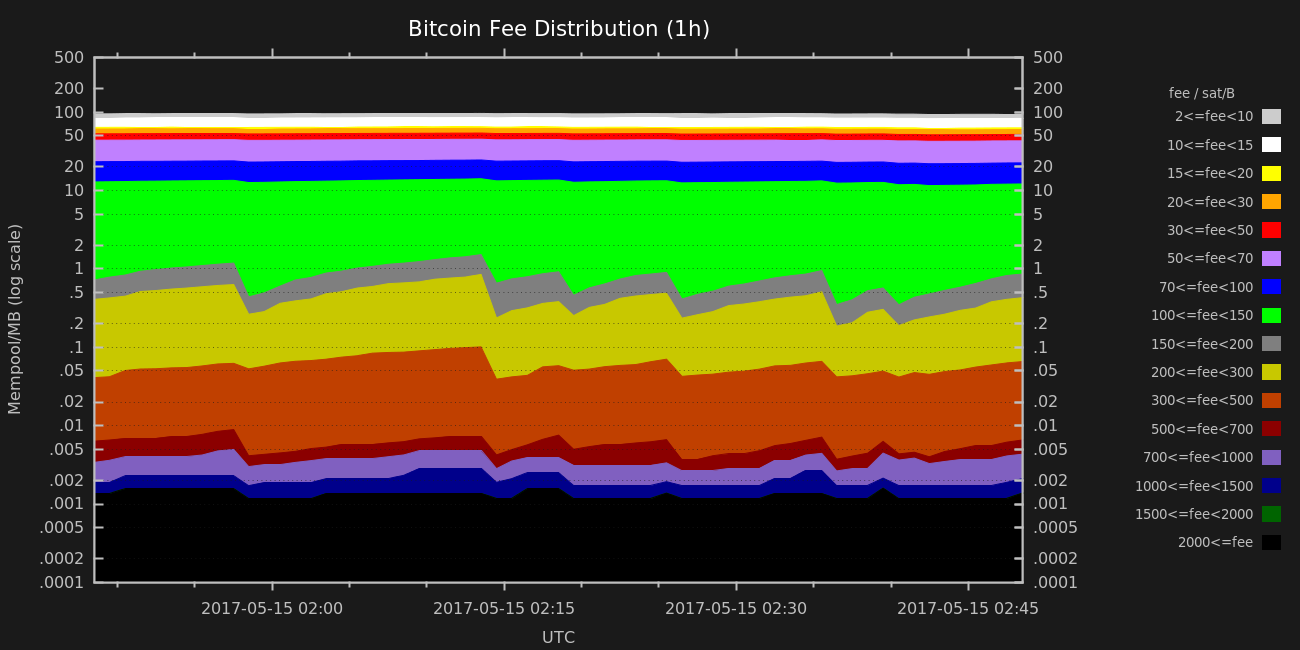 Bitcoin Fee Distribution (1h)
500 500
200 200
100 100
50 50
20 20
10 10
5 5
2 2
1 1
.5 .5
.2 .2
.1 .1
.05 .05
.02 .02
.01 .01
.005 .005
.002 .002
.001 .001
.0005 .0005
.0002 .0002
.0001 .0001
Mempool/MB (log scale)
2017-05-15 02:00 2017-05-15 02:15 2017-05-15 02:30 2017-05-15 02:45
UTC
fee / sat/B
2<=fee<10
10<=fee<15
15<=fee<20
20<=fee<30
30<=fee<50
50<=fee<70
70<=fee<100
100<=fee<150
150<=fee<200
200<=fee<300
300<=fee<500
500<=fee<700
700<=fee<1000
1000<=fee<1500
1500<=fee<2000
2000<=fee